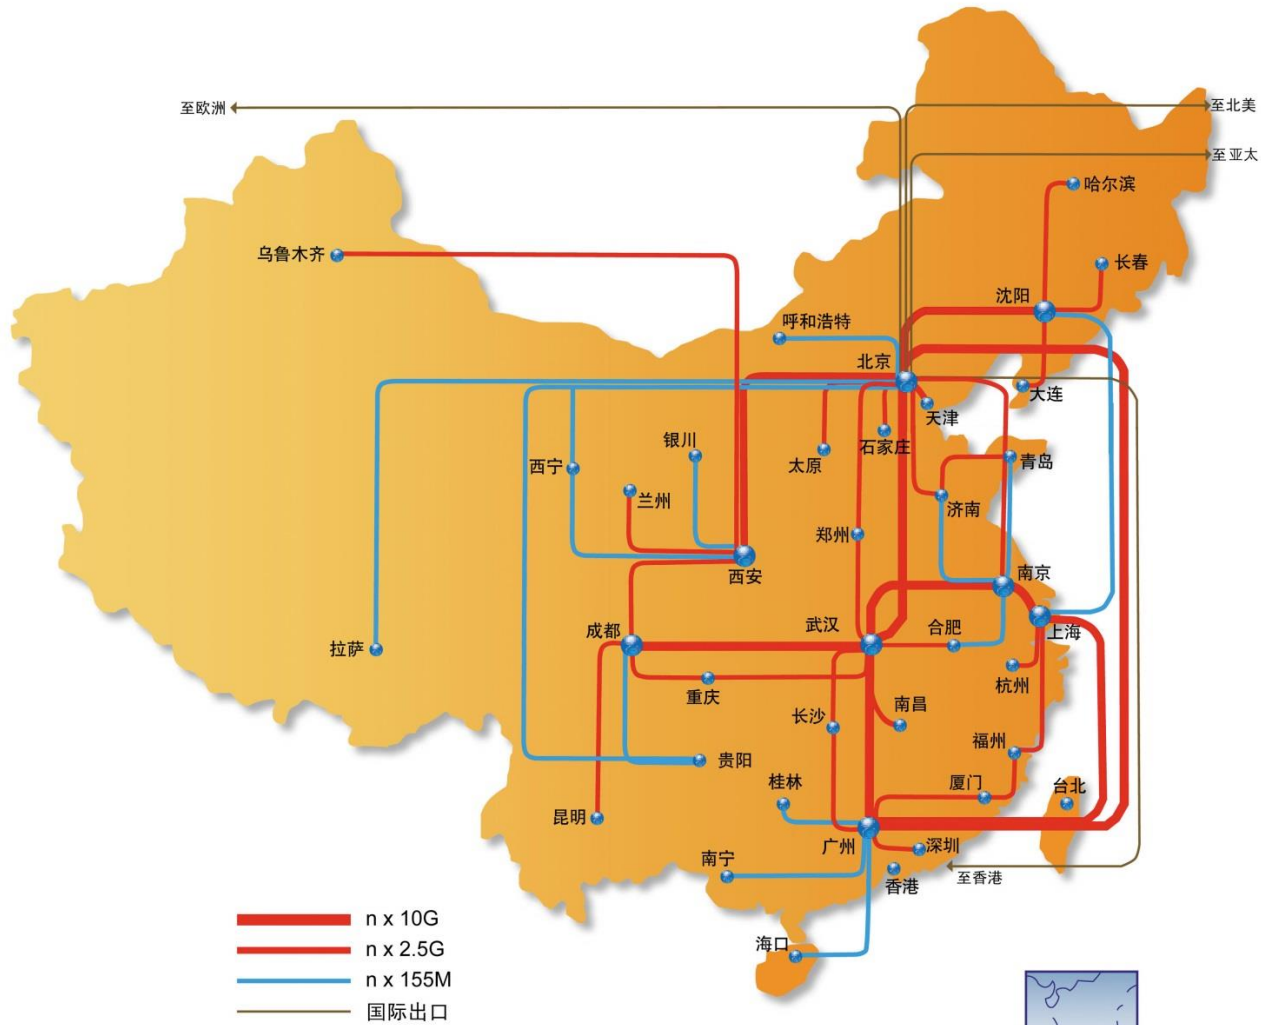 至欧洲
至北美
至亚太
哈尔滨
乌鲁木齐
长春
沈阳
呼和浩特
北京
大连
天津
银川
石家庄
青岛
太原
西宁
兰州
济南
郑州
南京
西安
成都
武汉
合肥
上海
拉萨
杭州
重庆
长沙
南昌
福州
贵阳
桂林
厦门
台北
昆明
广州
深圳
南宁
香港
至香港
n x 10G
海口
n x 2.5G
n x 155M
国际出口